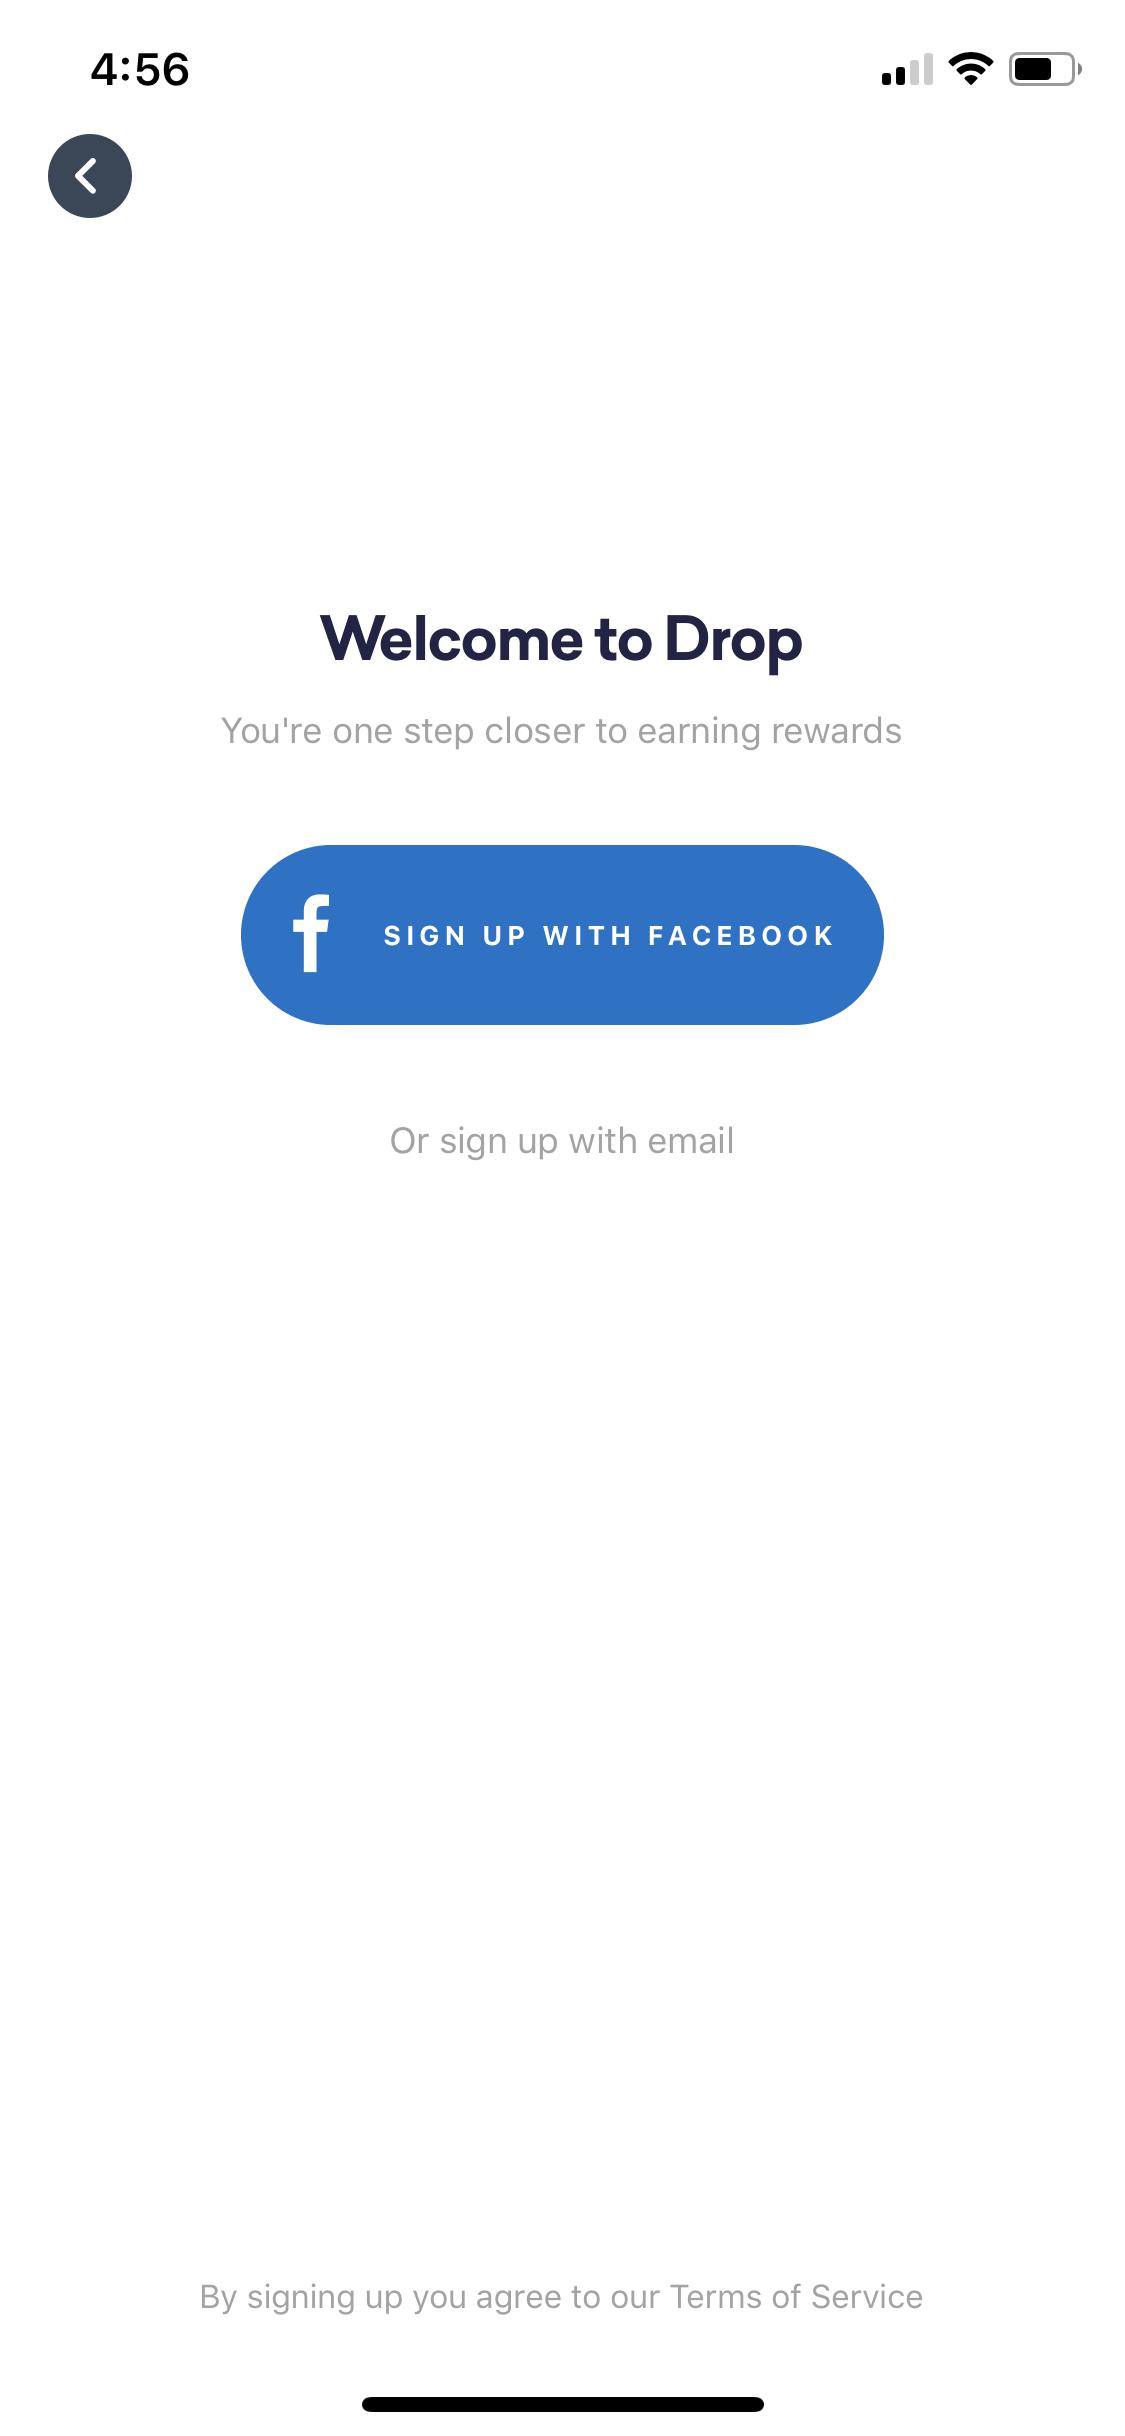 4:56
Welcome to Drop
You're one step closer to earning rewards
SIGN UP WITH FACEBOOK
Or sign up with email
By signing up you agree to our Terms of Service